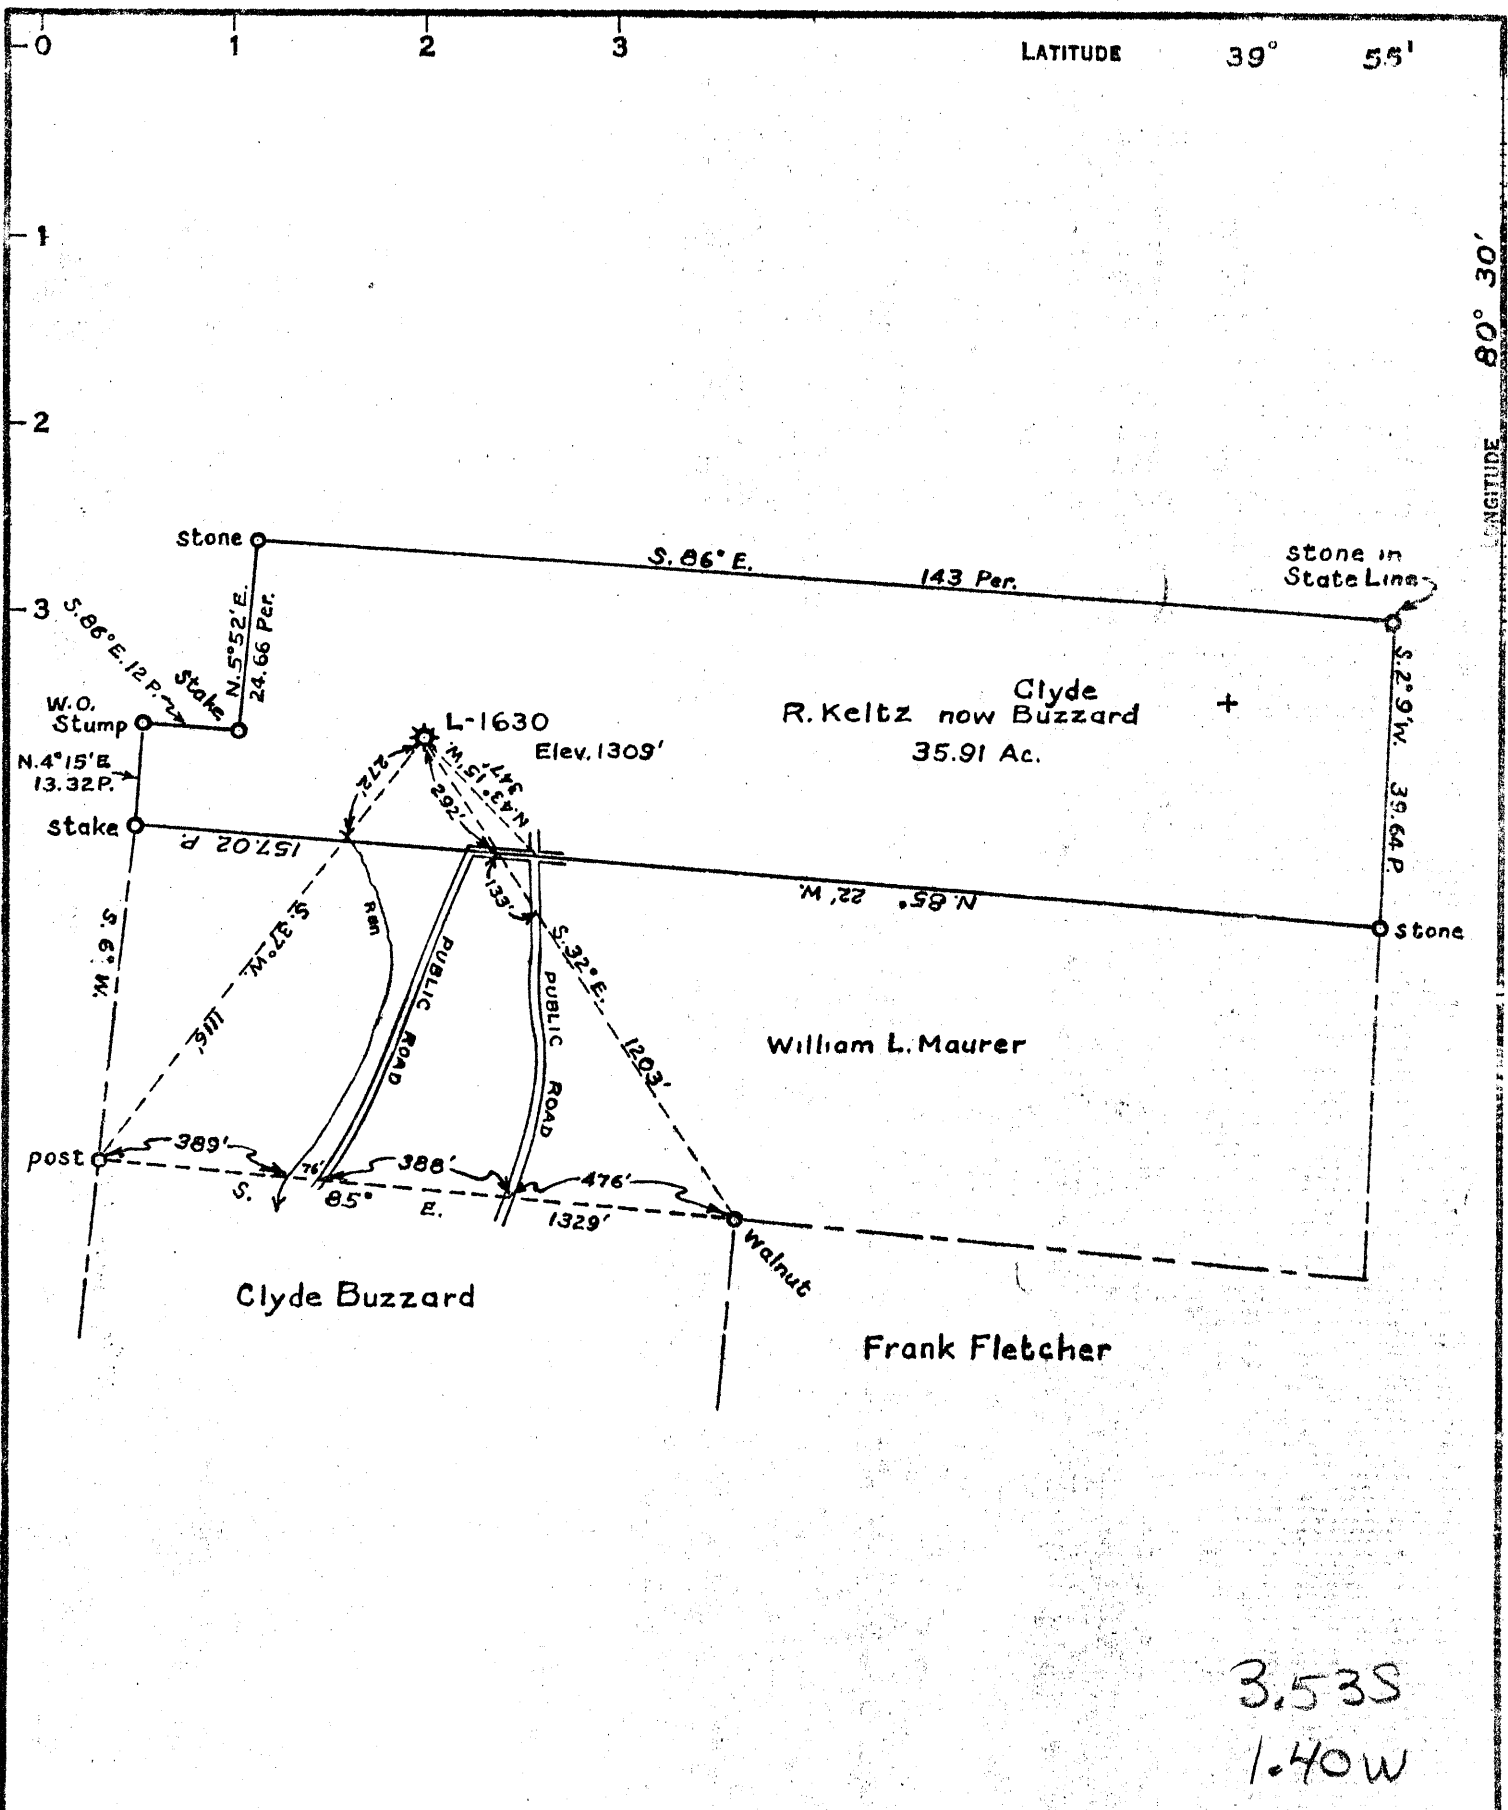 0 1 2 3 LATITUDE 39° 55'
1
80° 30'
LONGITUDE
2
stone
S. 86° E. 143 Per.
stone in
State Line
3
S. 86° E. 12 P.
Stake
N. 5° 52' E.
24.66 Per.
W.O.
Stump
N. 4° 15' E.
13.32 P.
stake
L-1630
Elev. 1309'
Clyde
R. Keltz now Buzzard
35.91 Ac.
S. 2° 9' W. 39.64 P.
272'
292'
N. 43° 15' W.
347'
157.02 P.
N. 85° 22' W.
stone
133'
S. 6° W.
S. 37° W.
1116'
Run
PUBLIC ROAD
PUBLIC ROAD
S. 32° E.
1203'
William L. Maurer
post
389'
76'
388'
476'
S. 85° E. 1329'
Walnut
Clyde Buzzard
Frank Fletcher
3.53S
1.40W